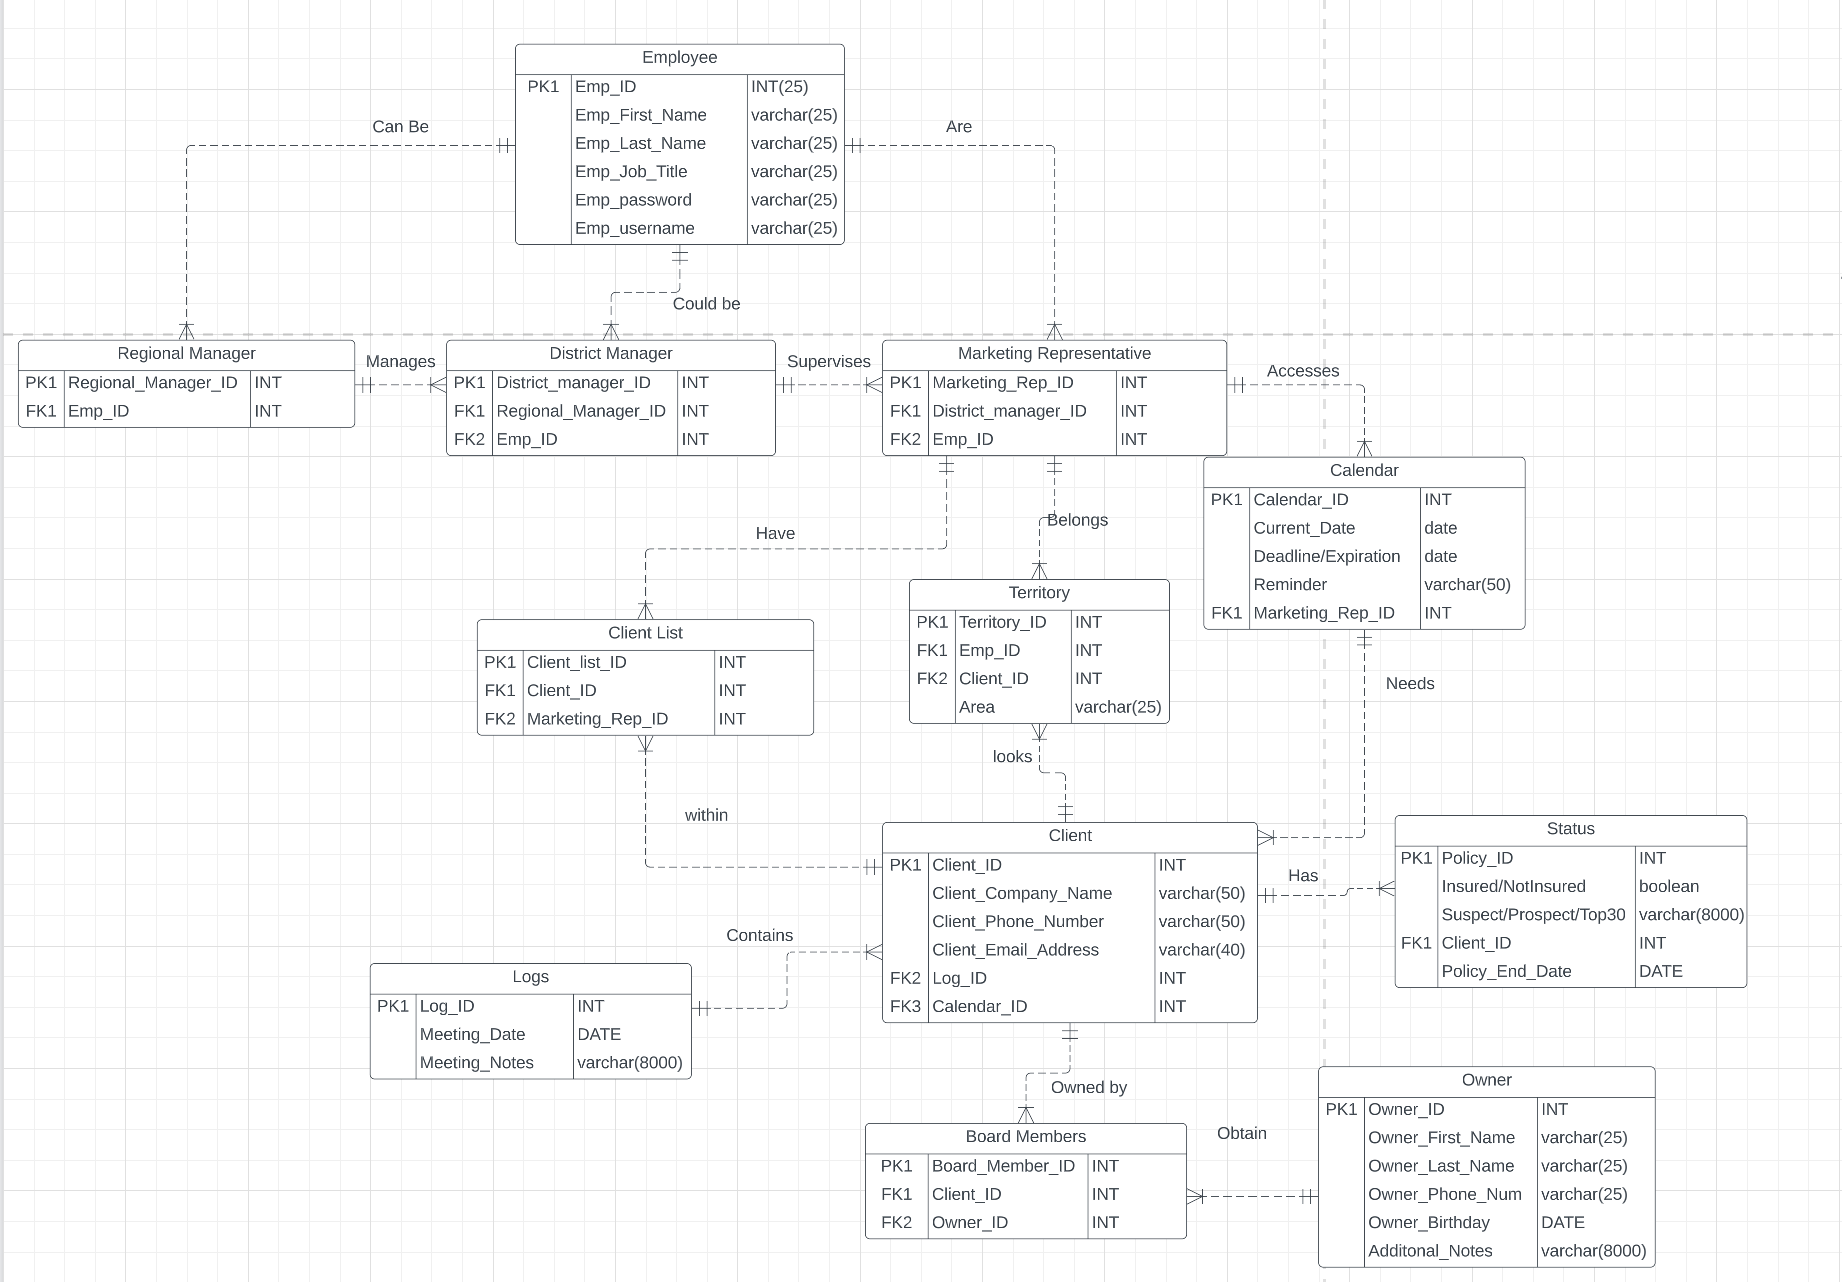 Employee
PK1 Emp_ID INT(25)
Emp_First_Name varchar(25)
Emp_Last_Name varchar(25)
Emp_Job_Title varchar(25)
Emp_password varchar(25)
Emp_username varchar(25)
Can Be
Are
Could be
Regional Manager
PK1 Regional_Manager_ID INT
FK1 Emp_ID INT
Manages
District Manager
PK1 District_manager_ID INT
FK1 Regional_Manager_ID INT
FK2 Emp_ID INT
Supervises
Marketing Representative
PK1 Marketing_Rep_ID INT
FK1 District_manager_ID INT
FK2 Emp_ID INT
Accesses
Calendar
PK1 Calendar_ID INT
Current_Date date
Deadline/Expiration date
Reminder varchar(50)
FK1 Marketing_Rep_ID INT
Have
Belongs
Client List
PK1 Client_list_ID INT
FK1 Client_ID INT
FK2 Marketing_Rep_ID INT
Territory
PK1 Territory_ID INT
FK1 Emp_ID INT
FK2 Client_ID INT
Area varchar(25)
Needs
looks
within
Client
PK1 Client_ID INT
Client_Company_Name varchar(50)
Client_Phone_Number varchar(50)
Client_Email_Address varchar(40)
FK2 Log_ID INT
FK3 Calendar_ID INT
Has
Status
PK1 Policy_ID INT
Insured/NotInsured boolean
Suspect/Prospect/Top30 varchar(8000)
FK1 Client_ID INT
Policy_End_Date DATE
Contains
Logs
PK1 Log_ID INT
Meeting_Date DATE
Meeting_Notes varchar(8000)
Owned by
Board Members
PK1 Board_Member_ID INT
FK1 Client_ID INT
FK2 Owner_ID INT
Obtain
Owner
PK1 Owner_ID INT
Owner_First_Name varchar(25)
Owner_Last_Name varchar(25)
Owner_Phone_Num varchar(25)
Owner_Birthday DATE
Additonal_Notes varchar(8000)